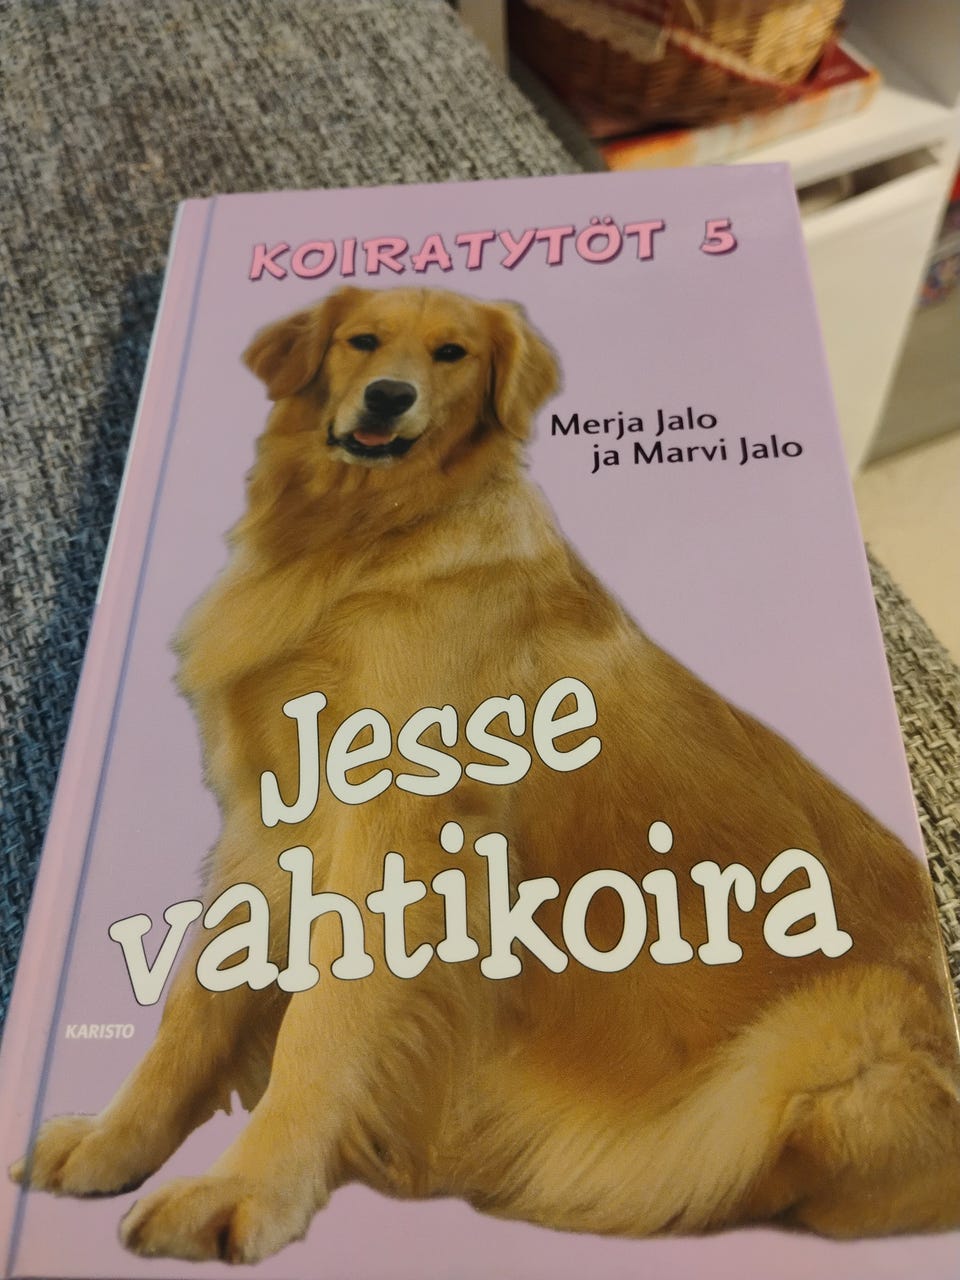 KOIRATYTÖT 5
Merja Jalo
ja Marvi Jalo
Jesse
vahtikoira
KARISTO